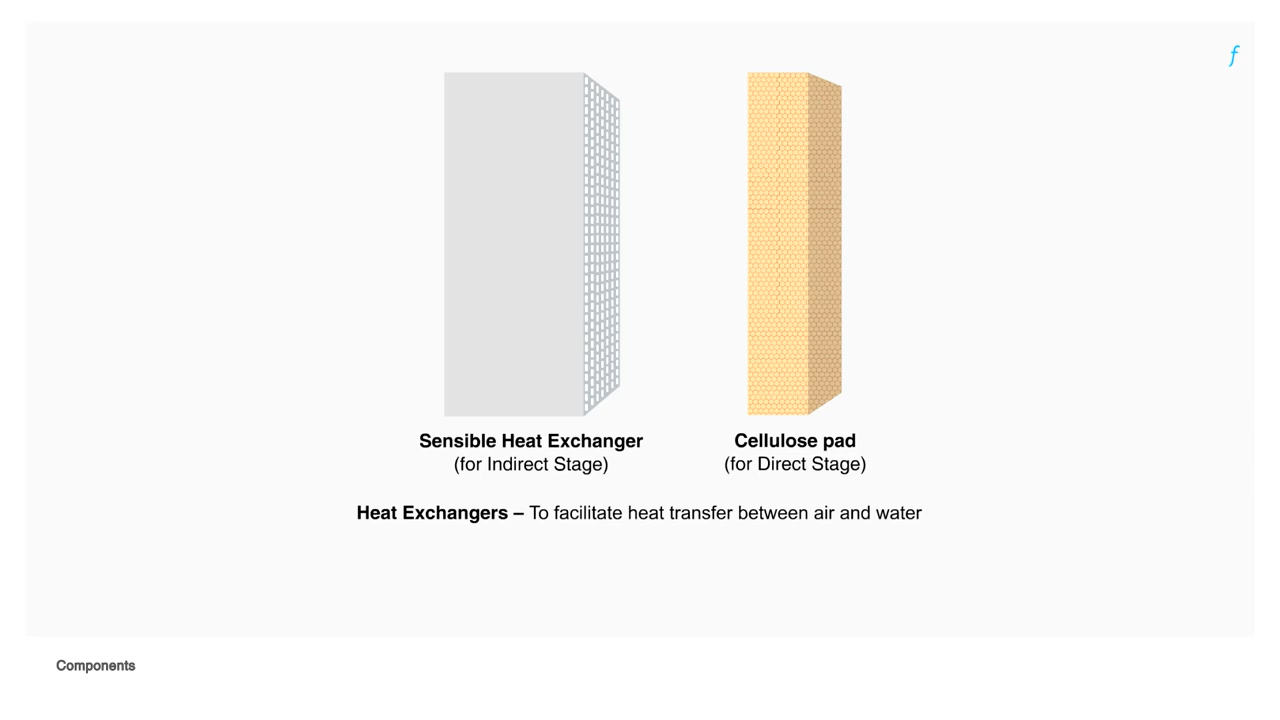 f
Sensible Heat Exchanger
(for Indirect Stage)
Cellulose pad
(for Direct Stage)
Heat Exchangers – To facilitate heat transfer between air and water
Components